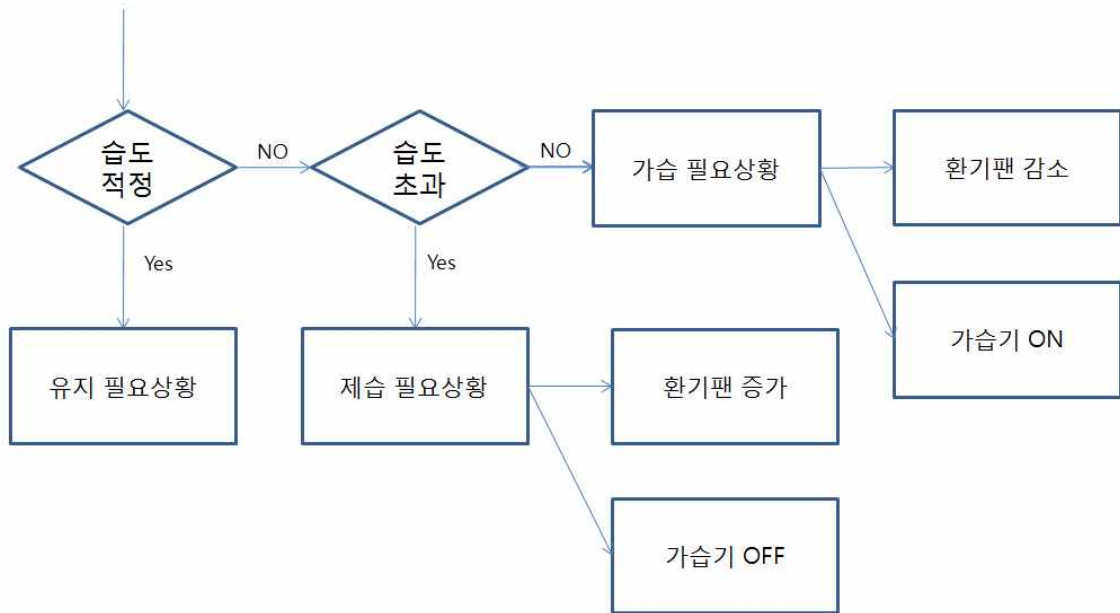 습도
적정
NO
습도
초과
NO
가습 필요상황
환기팬 감소
Yes
Yes
가습기 ON
유지 필요상황
제습 필요상황
환기팬 증가
가습기 OFF